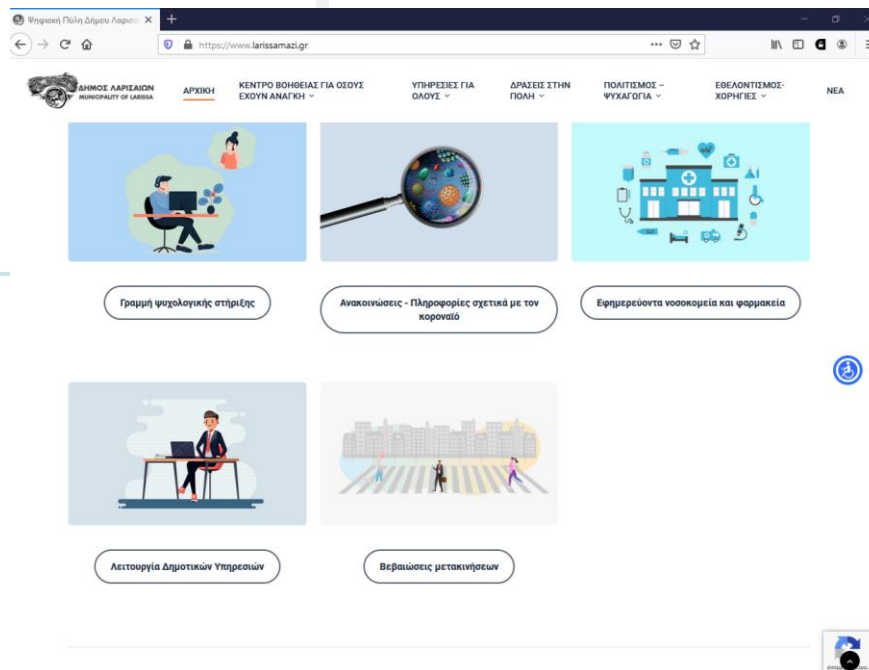 Ψηφιακή Πύλη Δήμου Λαρισα
https://www.larissamazi.gr
ΔΗΜΟΣ ΛΑΡΙΣΑΙΩΝ
MUNICIPALITY OF LARISSA
ΑΡΧΙΚΗ
ΚΕΝΤΡΟ ΒΟΗΘΕΙΑΣ ΓΙΑ ΟΣΟΥΣ
ΕΧΟΥΝ ΑΝΑΓΚΗ
ΥΠΗΡΕΣΙΕΣ ΓΙΑ
ΟΛΟΥΣ
ΔΡΑΣΕΙΣ ΣΤΗΝ
ΠΟΛΗ
ΠΟΛΙΤΙΣΜΟΣ –
ΨΥΧΑΓΩΓΙΑ
ΕΘΕΛΟΝΤΙΣΜΟΣ-
ΧΟΡΗΓΙΕΣ
ΝΕΑ
Γραμμή ψυχολογικής στήριξης
Ανακοινώσεις - Πληροφορίες σχετικά με τον
κοροναϊό
Εφημερεύοντα νοσοκομεία και φαρμακεία
Λειτουργία Δημοτικών Υπηρεσιών
Βεβαιώσεις μετακινήσεων